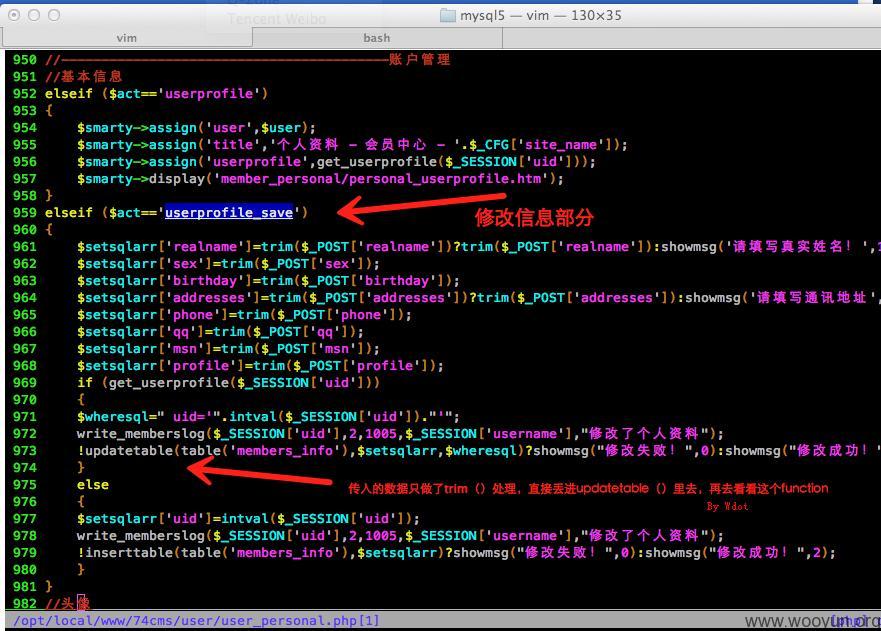 Tencent Weibo
mysql5 — vim — 130×35
vim
bash
950 //—————————————————————————————————————————账户管理
951 //基本信息
952 elseif ($act=='userprofile')
953 {
954 $smarty->assign('user',$user);
955 $smarty->assign('title','个人资料 - 会员中心 - '.$_CFG['site_name']);
956 $smarty->assign('userprofile',get_userprofile($_SESSION['uid']));
957 $smarty->display('member_personal/personal_userprofile.htm');
958 }
959 elseif ($act=='userprofile_save')
修改信息部分
960 {
961 $setsqlarr['realname']=trim($_POST['realname'])?trim($_POST['realname']):showmsg('请填写真实姓名！',1
962 $setsqlarr['sex']=trim($_POST['sex']);
963 $setsqlarr['birthday']=trim($_POST['birthday']);
964 $setsqlarr['addresses']=trim($_POST['addresses'])?trim($_POST['addresses']):showmsg('请填写通讯地址',
965 $setsqlarr['phone']=trim($_POST['phone']);
966 $setsqlarr['qq']=trim($_POST['qq']);
967 $setsqlarr['msn']=trim($_POST['msn']);
968 $setsqlarr['profile']=trim($_POST['profile']);
969 if (get_userprofile($_SESSION['uid']))
970 {
971 $wheresql=" uid='".intval($_SESSION['uid'])."'";
972 write_memberslog($_SESSION['uid'],2,1005,$_SESSION['username'],"修改了个人资料");
973 !updatetable(table('members_info'),$setsqlarr,$wheresql)?showmsg("修改失败！",0):showmsg("修改成功！"
974 }
975 else
传入的数据只做了trim（）处理，直接丢进updatetable（）里去，再去看看这个function
976 {
By Wdot
977 $setsqlarr['uid']=intval($_SESSION['uid']);
978 write_memberslog($_SESSION['uid'],2,1005,$_SESSION['username'],"修改了个人资料");
979 !inserttable(table('members_info'),$setsqlarr)?showmsg("修改失败！",0):showmsg("修改成功！",2);
980 }
981 }
982 //头像
/opt/local/www/74cms/user/user_personal.php[1]
[php]
www.wooyun.org